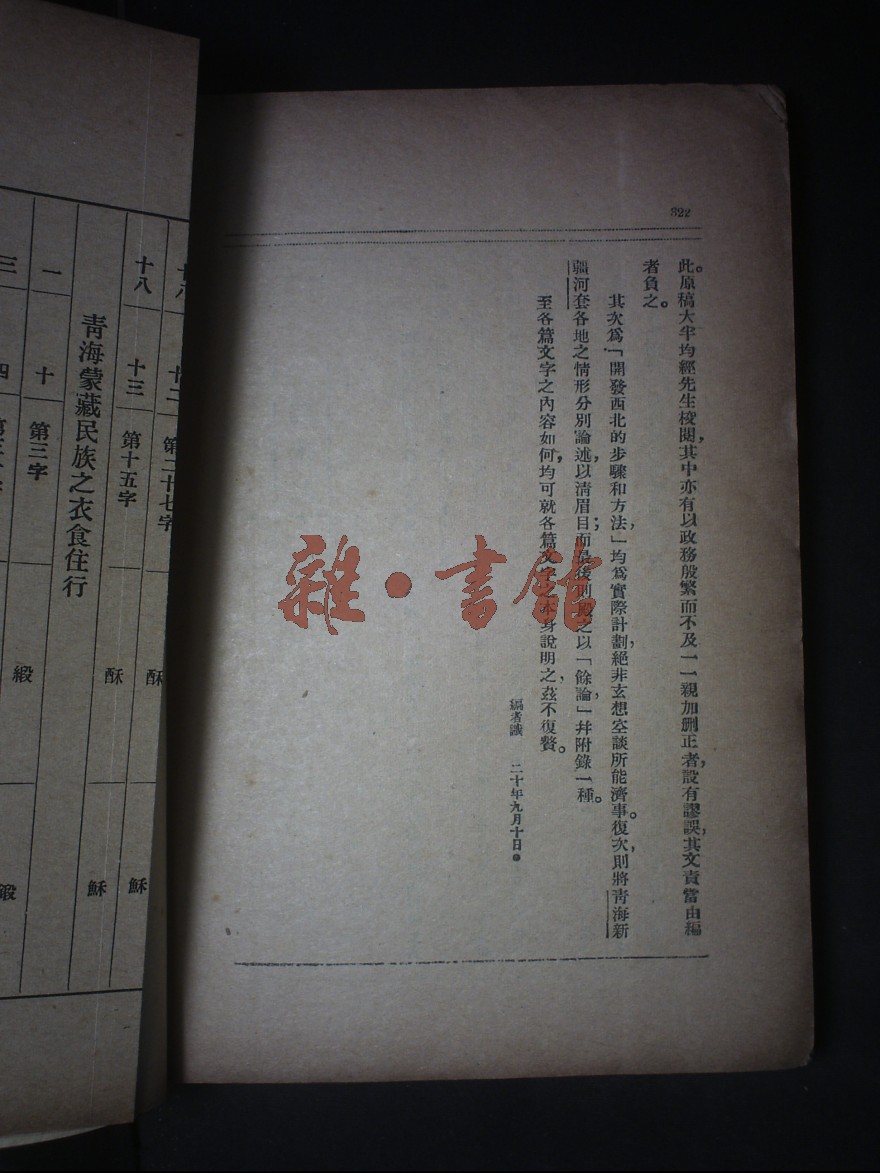 322
此。原稿大半均經先生校閱，其中亦有以政務殷繁而不及一一親加刪正者，設有謬誤，其文責當由編
者負之。
其次爲「開發西北的步驟和方法，」均爲實際計劃，絕非玄想空談所能濟事。復次，則將靑海新
疆河套各地之情形分別論述，以清眉目；而最後則殿之以「餘論，」幷附錄一種。
至各篇文字之內容如何，均可就各篇文字之本身說明之，茲不復贅。
編者識 二十年九月十日。
雜·書館
十三 第十五字 酥 穌
十八
靑海蒙藏民族之衣食住行
一 十 第三字 緞 鍛
三 四